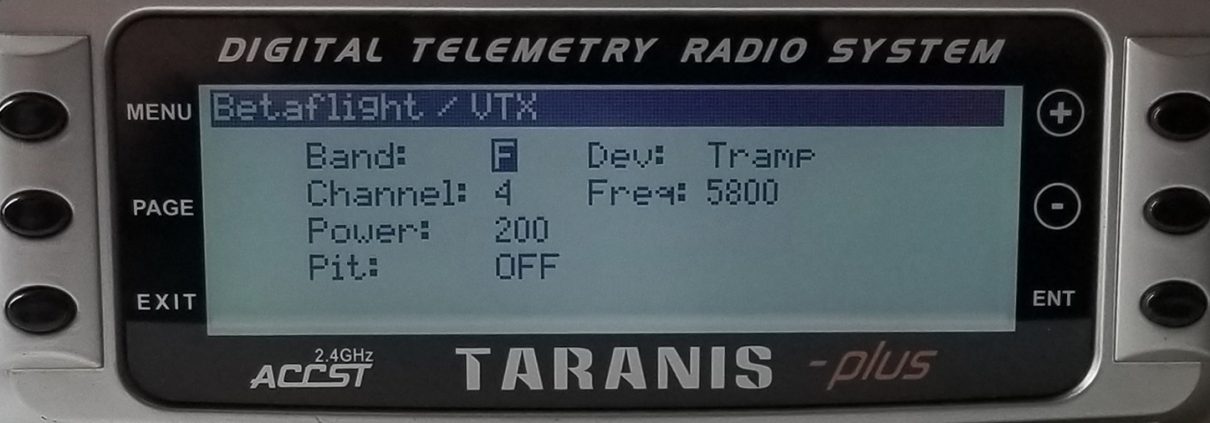 DIGITAL TELEMETRY RADIO SYSTEM
MENU
Betaflight / VTX
+
Band: F Dev: Tramp
Channel: 4 Freq: 5800
PAGE
-
Power: 200
Pit: OFF
EXIT
ENT
2.4GHz
ACCST
TARANIS -plus